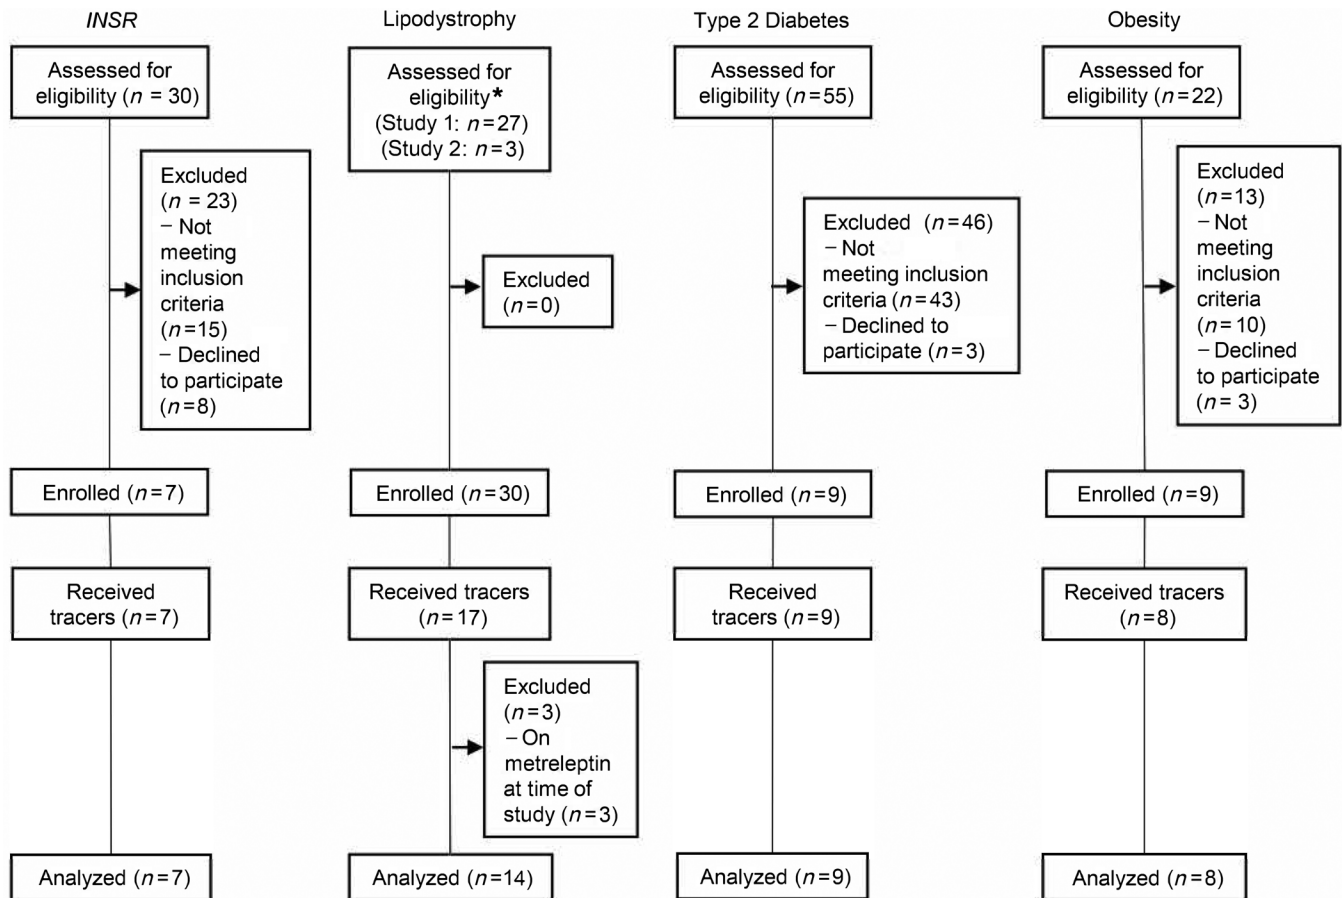 INSR
Assessed for
eligibility (n = 30)
Excluded
(n = 23)
– Not
meeting
inclusion
criteria
(n=15)
– Declined
to participate
(n=8)
Enrolled (n=7)
Received
tracers (n=7)
Analyzed (n=7)
Lipodystrophy
Assessed for
eligibility*
(Study 1: n=27)
(Study 2: n=3)
Excluded
(n=0)
Enrolled (n=30)
Received tracers
(n=17)
Excluded
(n=3)
– On
metreleptin
at time of
study (n=3)
Analyzed (n=14)
Type 2 Diabetes
Assessed for
eligibility (n=55)
Excluded (n=46)
– Not
meeting inclusion
criteria (n=43)
– Declined to
participate (n=3)
Enrolled (n=9)
Received
tracers (n=9)
Analyzed (n=9)
Obesity
Assessed for
eligibility (n=22)
Excluded
(n=13)
– Not
meeting
inclusion
criteria
(n=10)
– Declined
to participate
(n= 3)
Enrolled (n=9)
Received tracers
(n=8)
Analyzed (n=8)